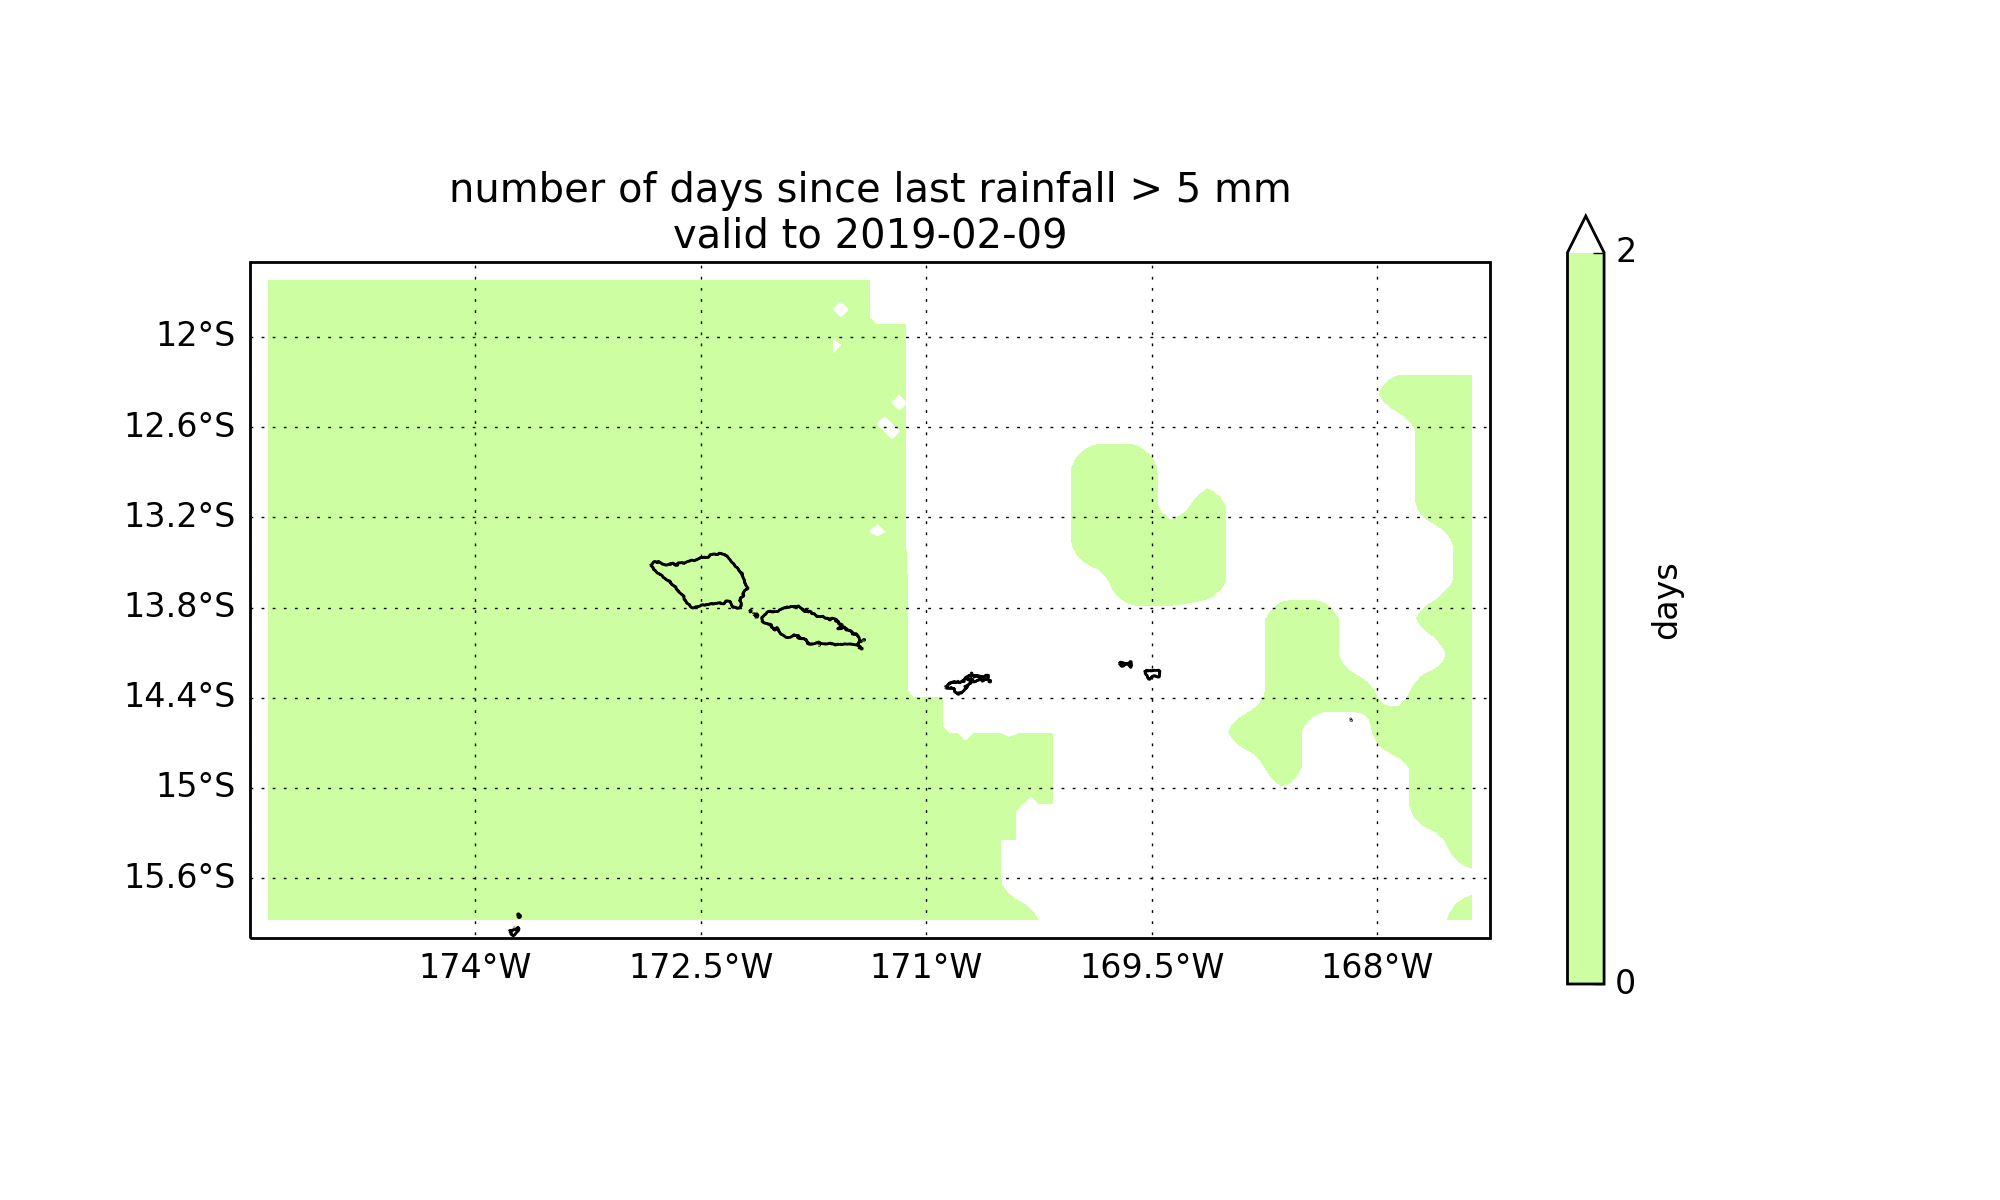 number of days since last rainfall > 5 mm
valid to 2019-02-09
2
12°S
12.6°S
13.2°S
13.8°S
days
14.4°S
15°S
15.6°S
174°W 172.5°W 171°W 169.5°W 168°W
0